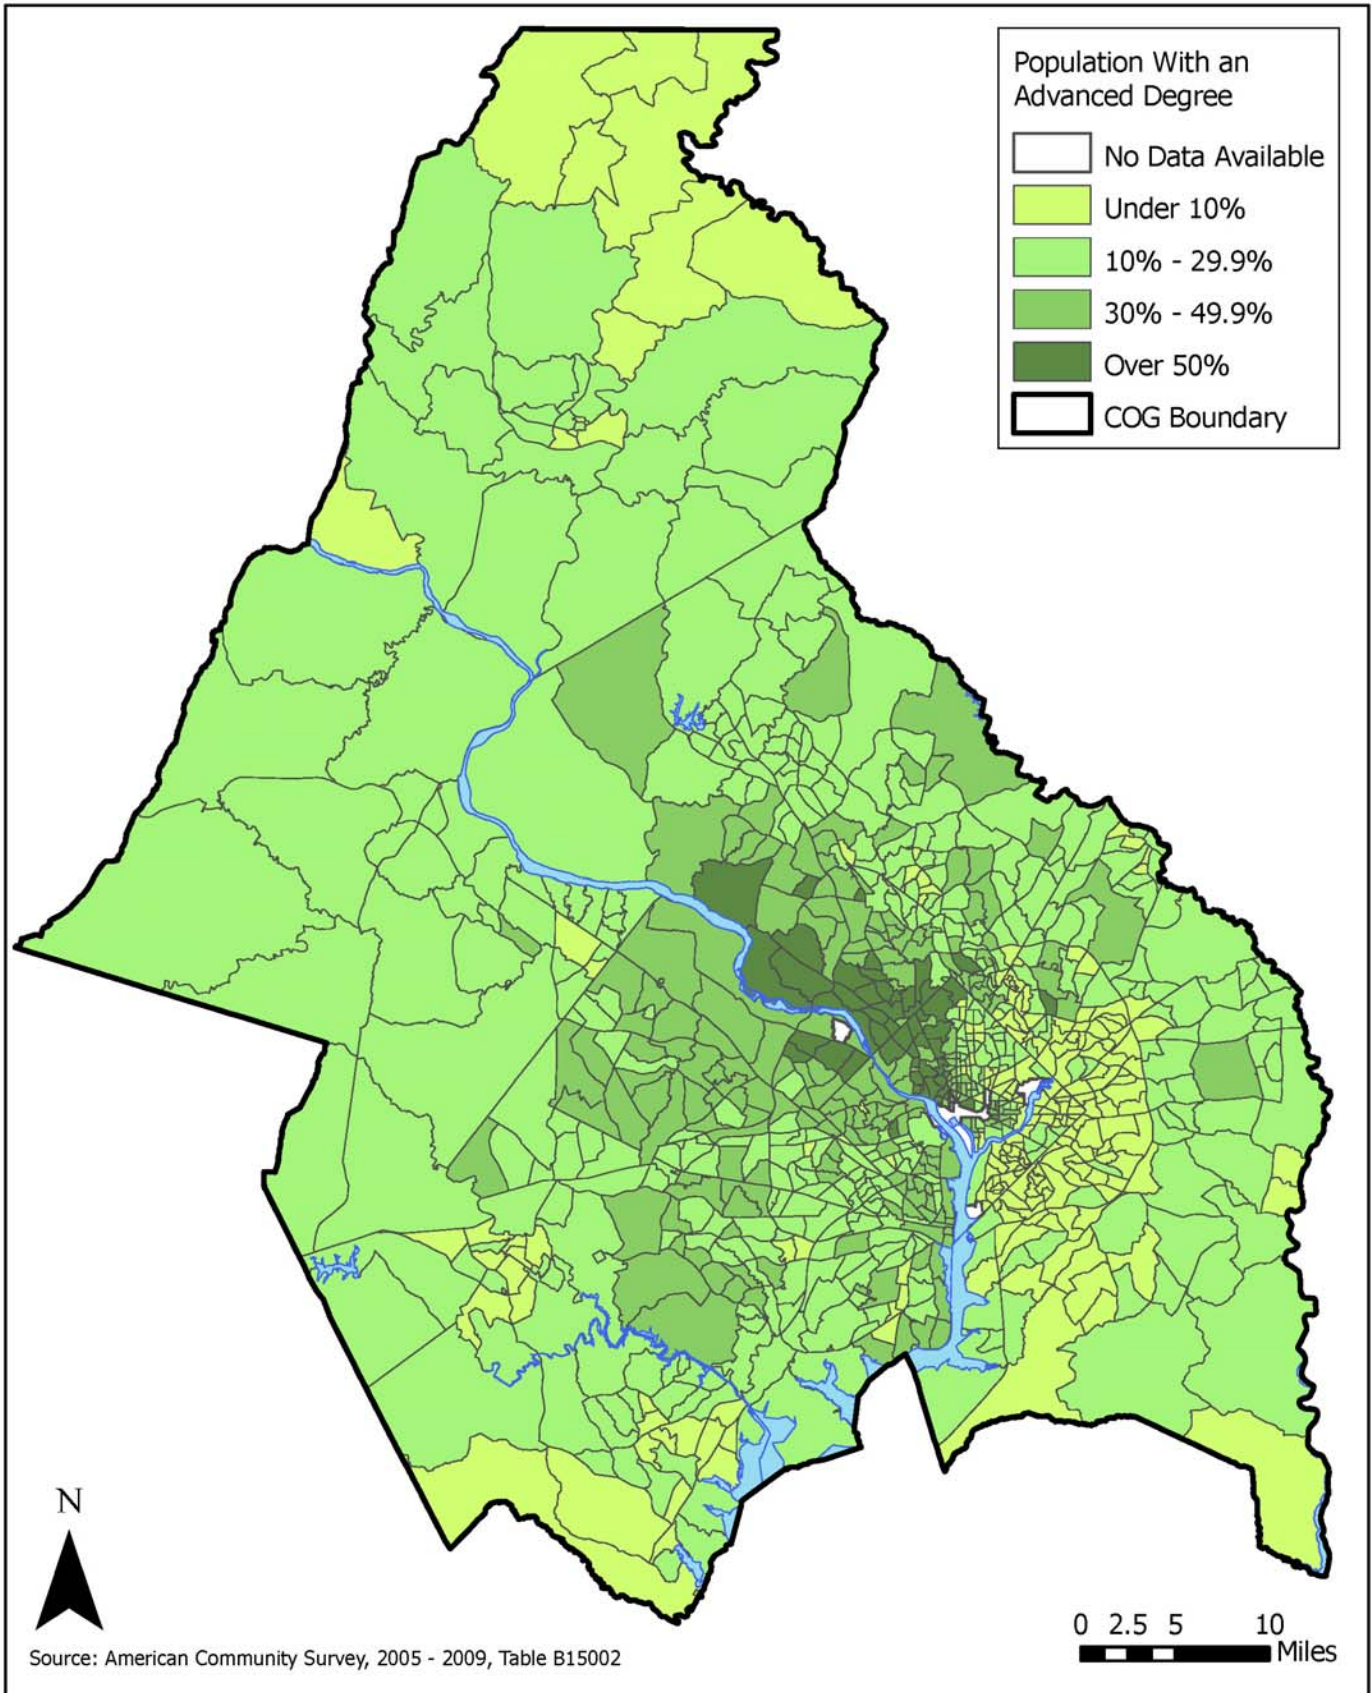 Population With an
Advanced Degree
No Data Available
Under 10%
10% - 29.9%
30% - 49.9%
Over 50%
COG Boundary
N
0 2.5 5 10
Miles
Source: American Community Survey, 2005 - 2009, Table B15002